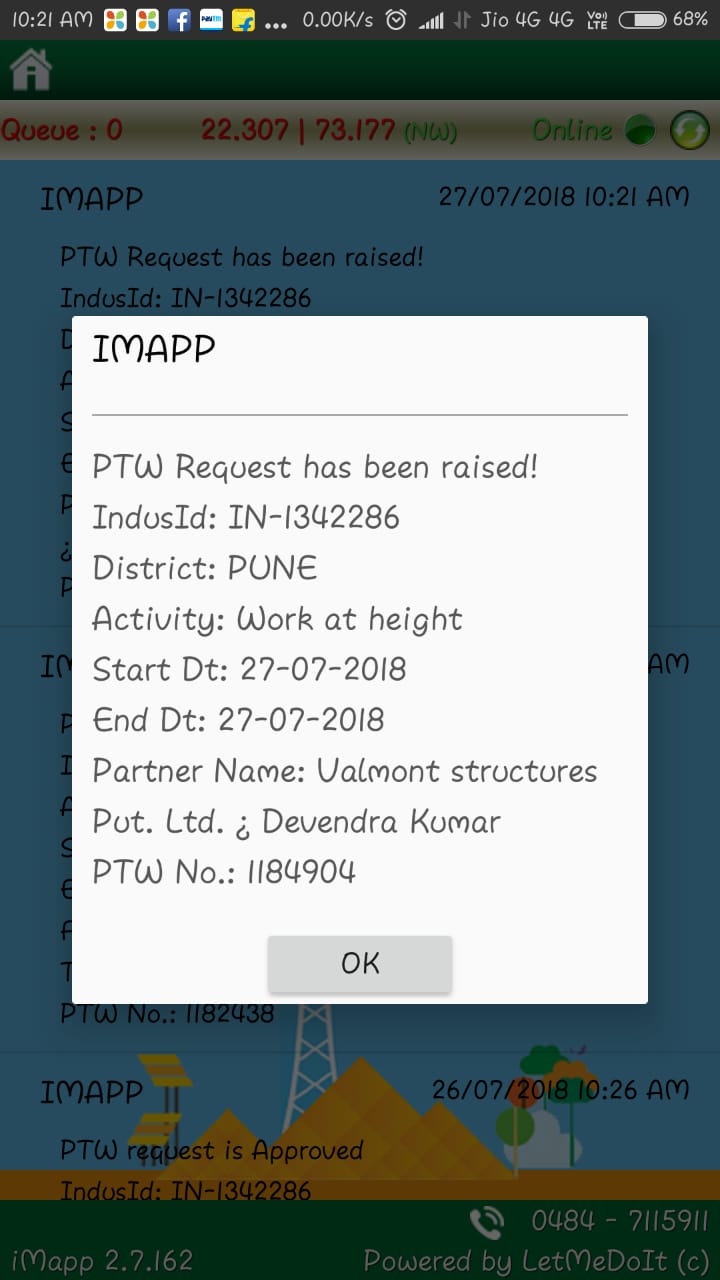 10:21 AM ... 0.00K/s Jio 4G 4G VoLTE 68%
Queue : 0 22.307 | 73.177 (NW) Online
IMAPP 27/07/2018 10:21 AM
PTW Request has been raised!
IndusId: IN-1342286
IMAPP
PTW Request has been raised!
IndusId: IN-1342286
District: PUNE
Activity: Work at height
Start Dt: 27-07-2018
End Dt: 27-07-2018
Partner Name: Valmont structures
Pvt. Ltd. ¿ Devendra Kumar
PTW No.: 1184904
OK
AM
PTW No.: 1182438
IMAPP 26/07/2018 10:26 AM
PTW request is Approved
IndusId: IN-1342286
0484 - 7115911
iMapp 2.7.162 Powered by LetMeDoIt (c)